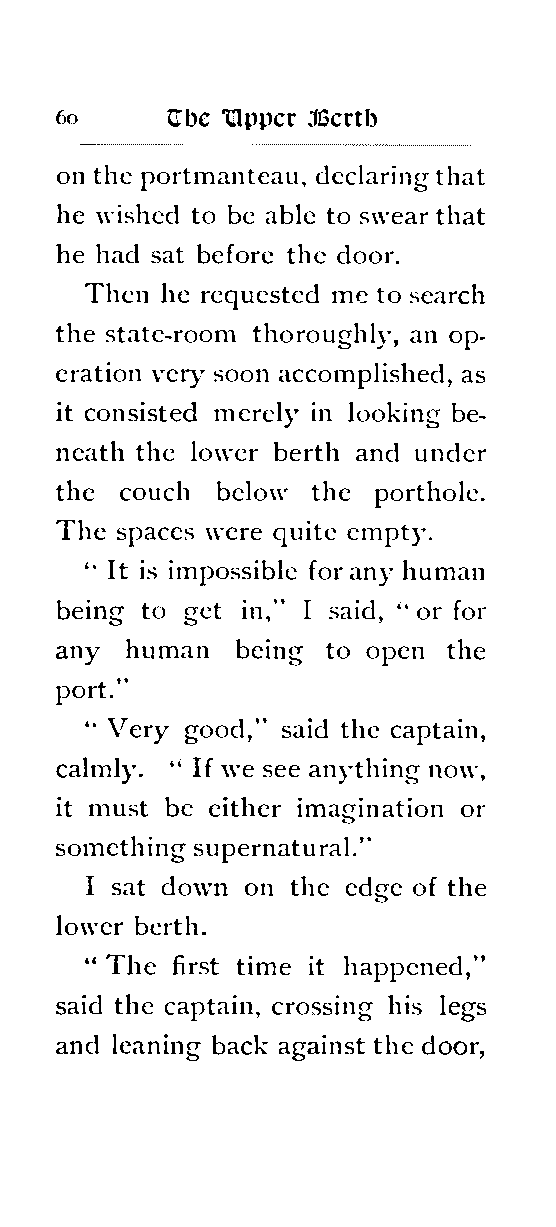 60 The Upper Berth
on the portmanteau, declaring that
he wished to be able to swear that
he had sat before the door.
Then he requested me to search
the state-room thoroughly, an op-
eration very soon accomplished, as
it consisted merely in looking be-
neath the lower berth and under
the couch below the porthole.
The spaces were quite empty.
“ It is impossible for any human
being to get in,” I said, “ or for
any human being to open the
port.”
“ Very good,” said the captain,
calmly. “ If we see anything now,
it must be either imagination or
something supernatural.”
I sat down on the edge of the
lower berth.
“ The first time it happened,”
said the captain, crossing his legs
and leaning back against the door,